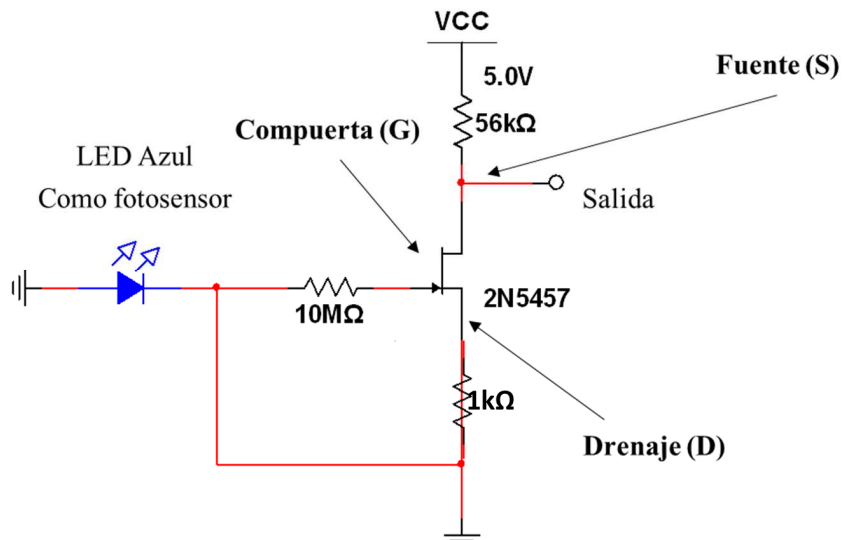 VCC
5.0V
56kΩ
Fuente (S)
Compuerta (G)
LED Azul
Como fotosensor
Salida
10MΩ
2N5457
1kΩ
Drenaje (D)